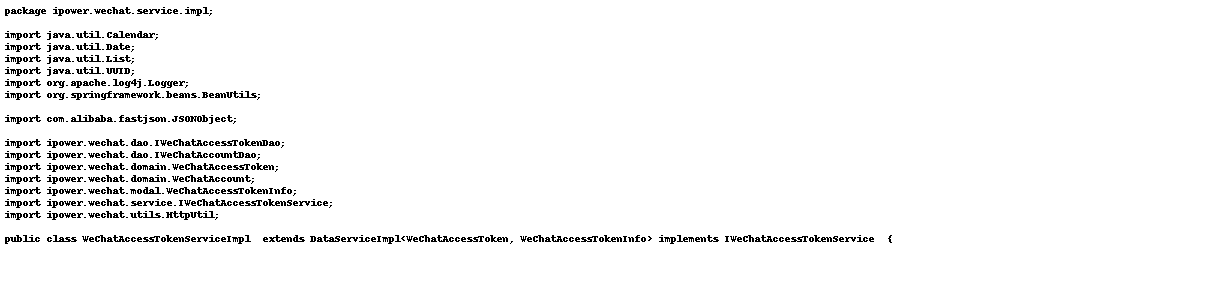 package ipower.wechat.service.impl;
import java.util.Calendar;
import java.util.Date;
import java.util.List;
import java.util.UUID;
import org.apache.log4j.Logger;
import org.springframework.beans.BeanUtils;
import com.alibaba.fastjson.JSONObject;
import ipower.wechat.dao.IWeChatAccessTokenDao;
import ipower.wechat.dao.IWeChatAccountDao;
import ipower.wechat.domain.WeChatAccessToken;
import ipower.wechat.domain.WeChatAccount;
import ipower.wechat.modal.WeChatAccessTokenInfo;
import ipower.wechat.service.IWeChatAccessTokenService;
import ipower.wechat.utils.HttpUtil;
public class WeChatAccessTokenServiceImpl  extends DataServiceImpl<WeChatAccessToken, WeChatAccessTokenInfo> implements IWeChatAccessTokenService  {